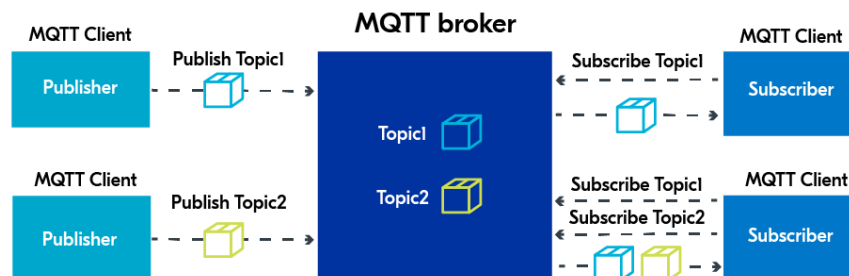 MQTT broker
MQTT Client
Publisher
Publish Topic1
MQTT Client
Publisher
Publish Topic2
Topic1
Topic2
Subscribe Topic1
MQTT Client
Subscriber
Subscribe Topic1
Subscribe Topic2
MQTT Client
Subscriber